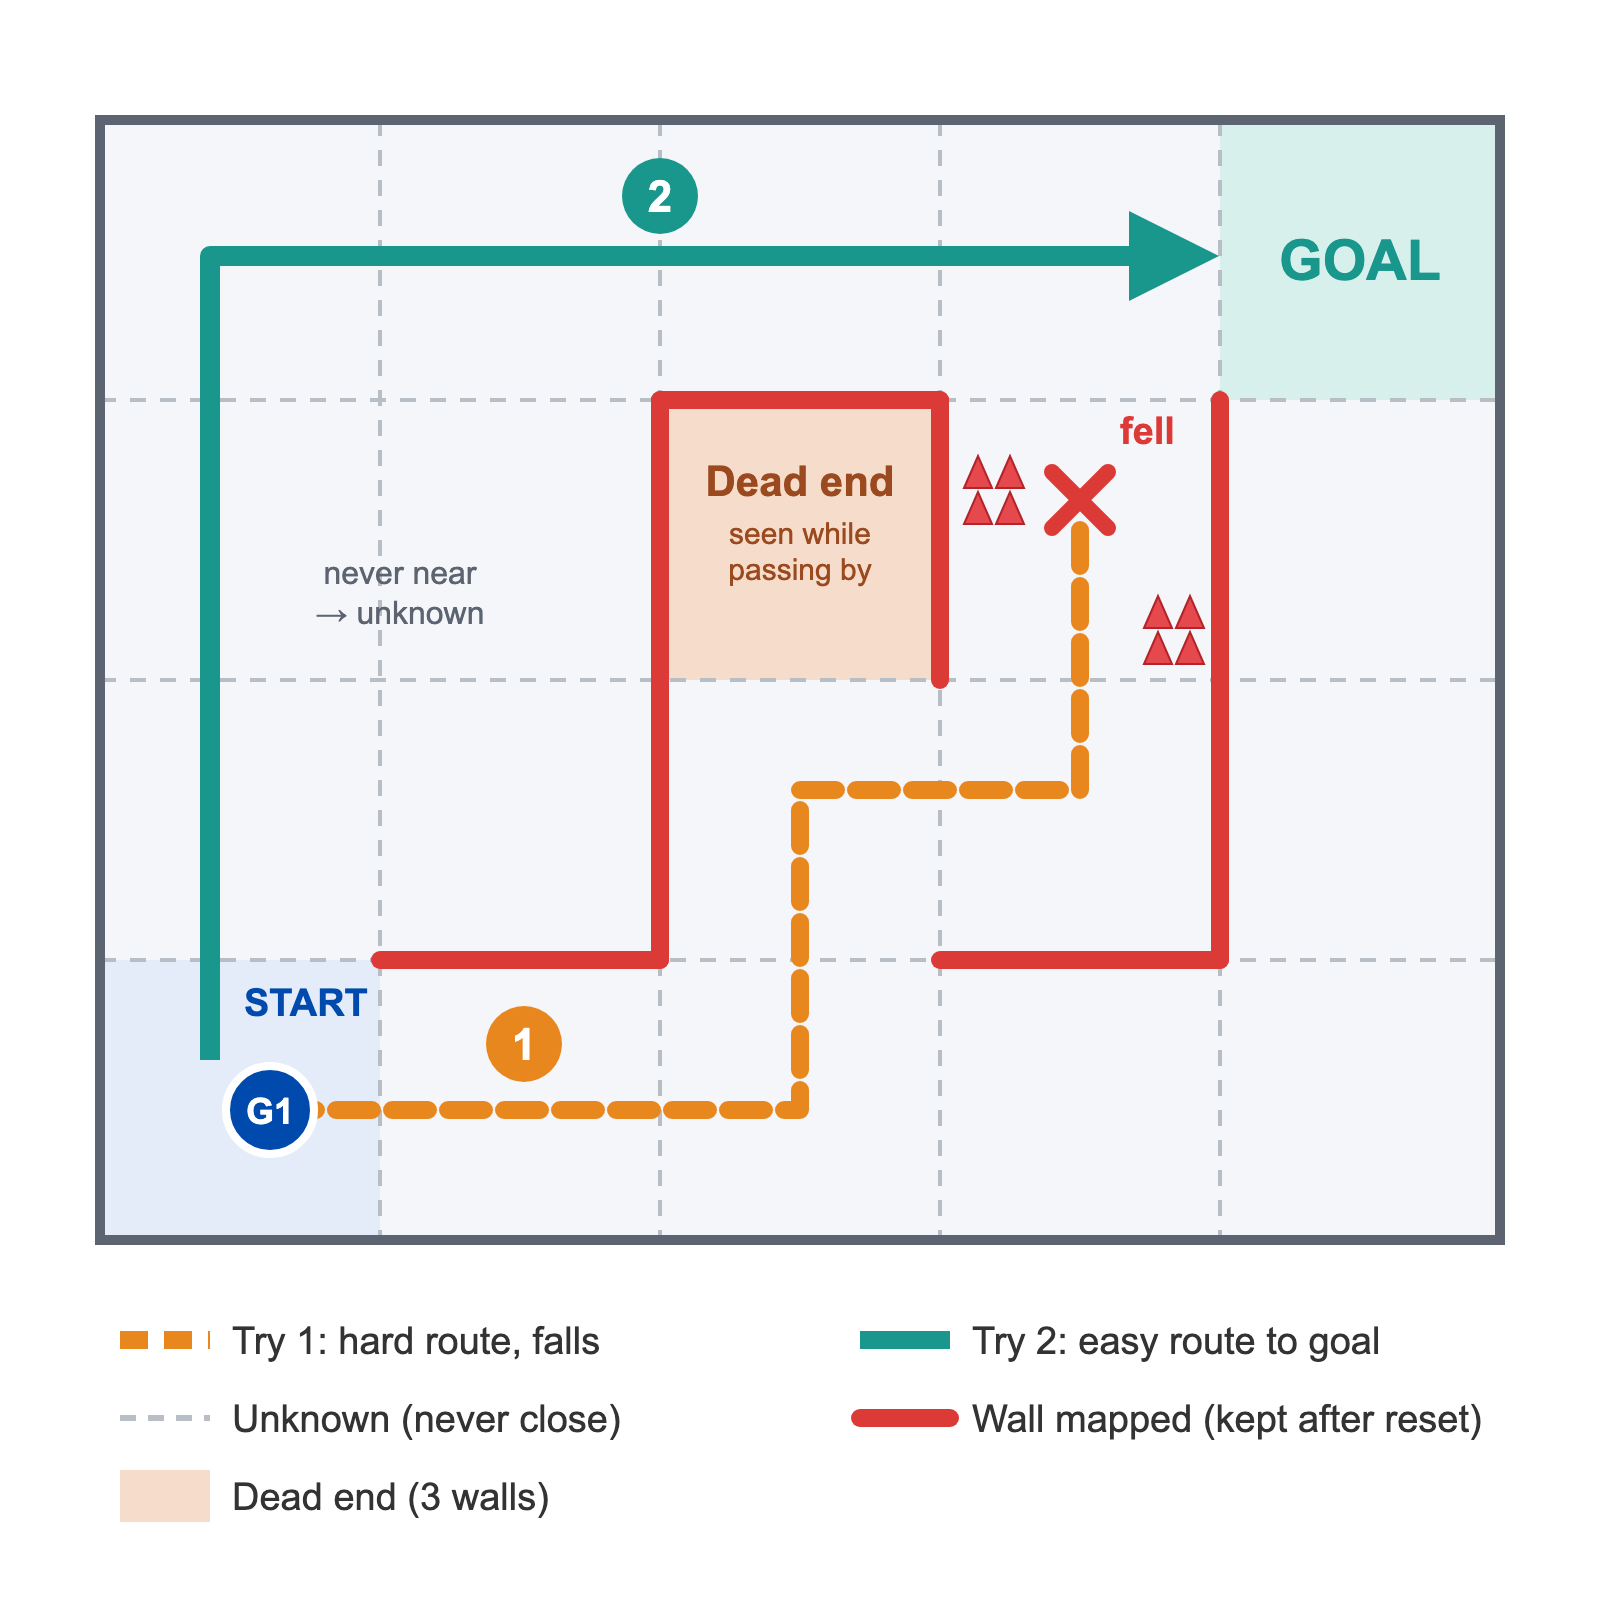 2
GOAL
fell
Dead end
seen while
passing by
never near
→ unknown
START
1
G1
Try 1: hard route, falls
Try 2: easy route to goal
Unknown (never close)
Wall mapped (kept after reset)
Dead end (3 walls)